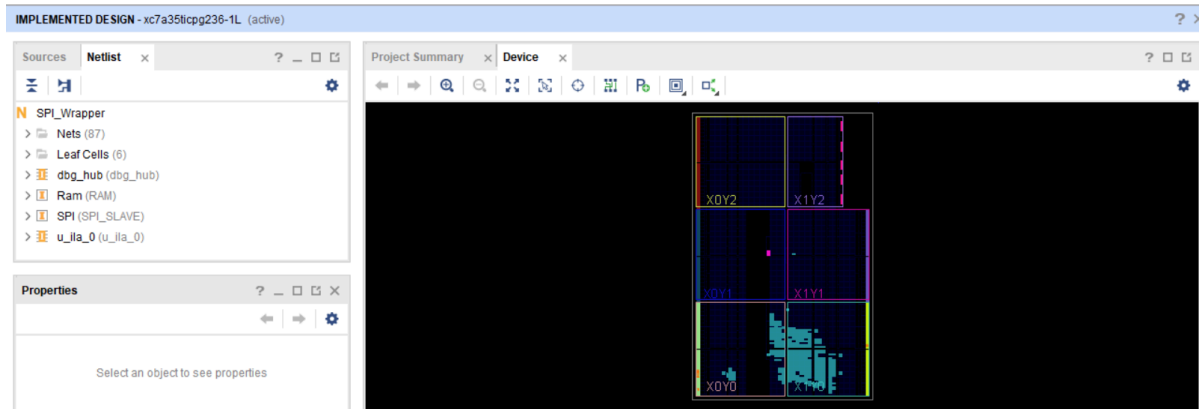 IMPLEMENTED DESIGN - xc7a35ticpg236-1L (active)
Sources Netlist
Project Summary Device
SPI_Wrapper
Nets (87)
Leaf Cells (6)
dbg_hub (dbg_hub)
Ram (RAM)
SPI (SPI_SLAVE)
u_ila_0 (u_ila_0)
Properties
Select an object to see properties
X0Y2 X1Y2
X0Y1 X1Y1
X0Y0 X1Y0